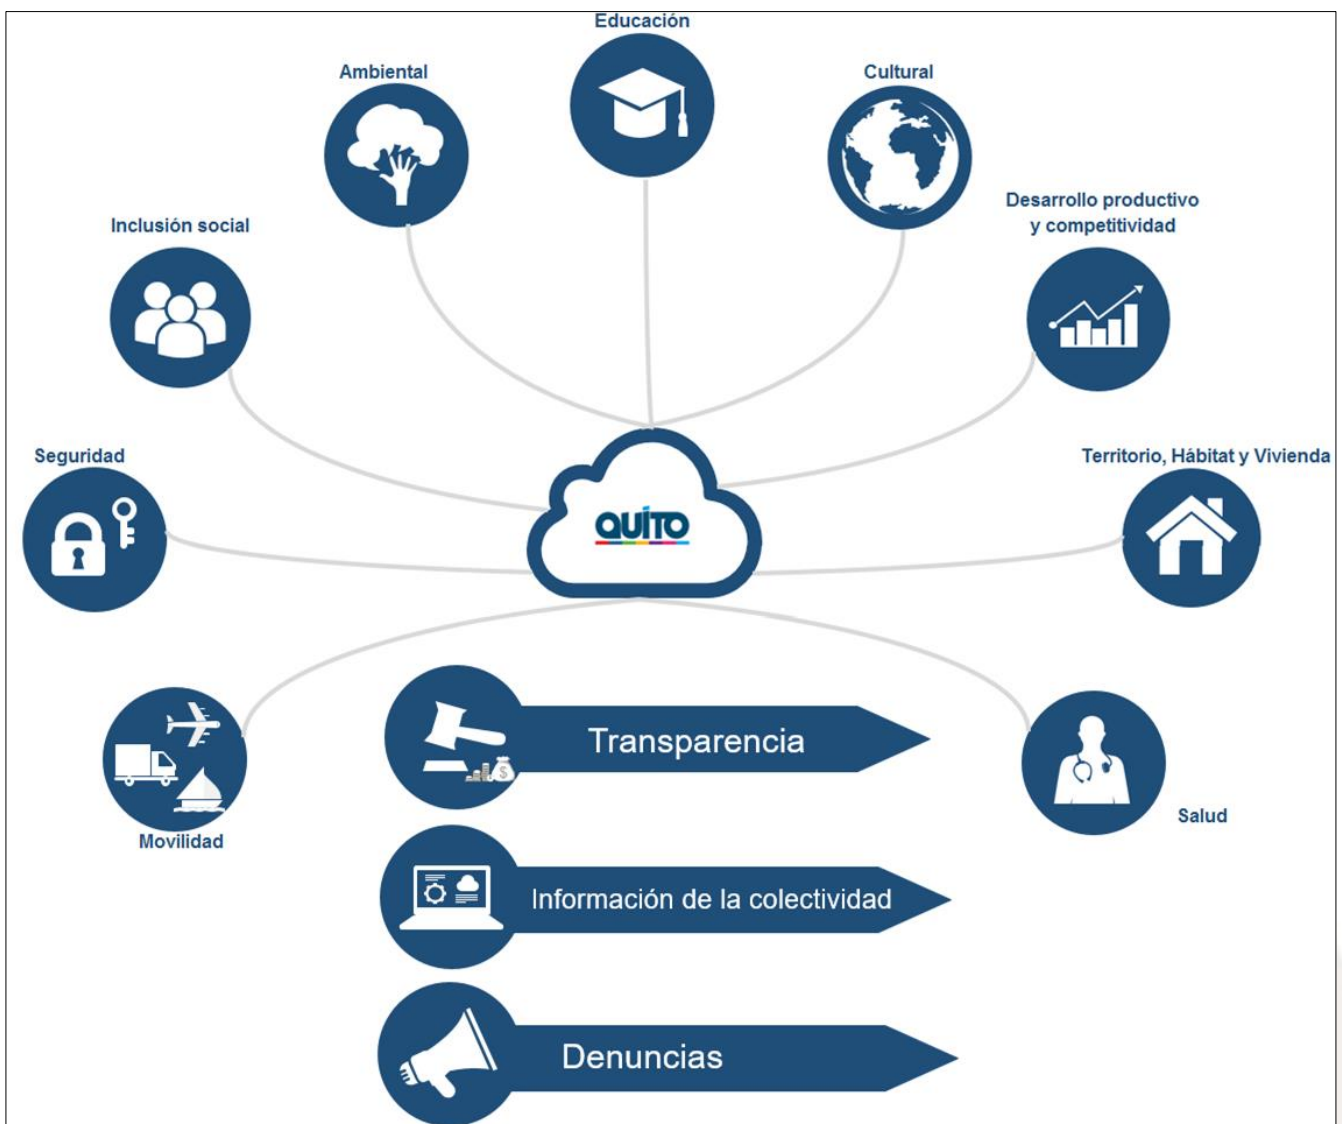 Educación
Ambiental
Cultural
Desarrollo productivo
y competitividad
Inclusión social
Seguridad
Territorio, Hábitat y Vivienda
QUITO
Transparencia
$
Movilidad
Salud
Información de la colectividad
Denuncias